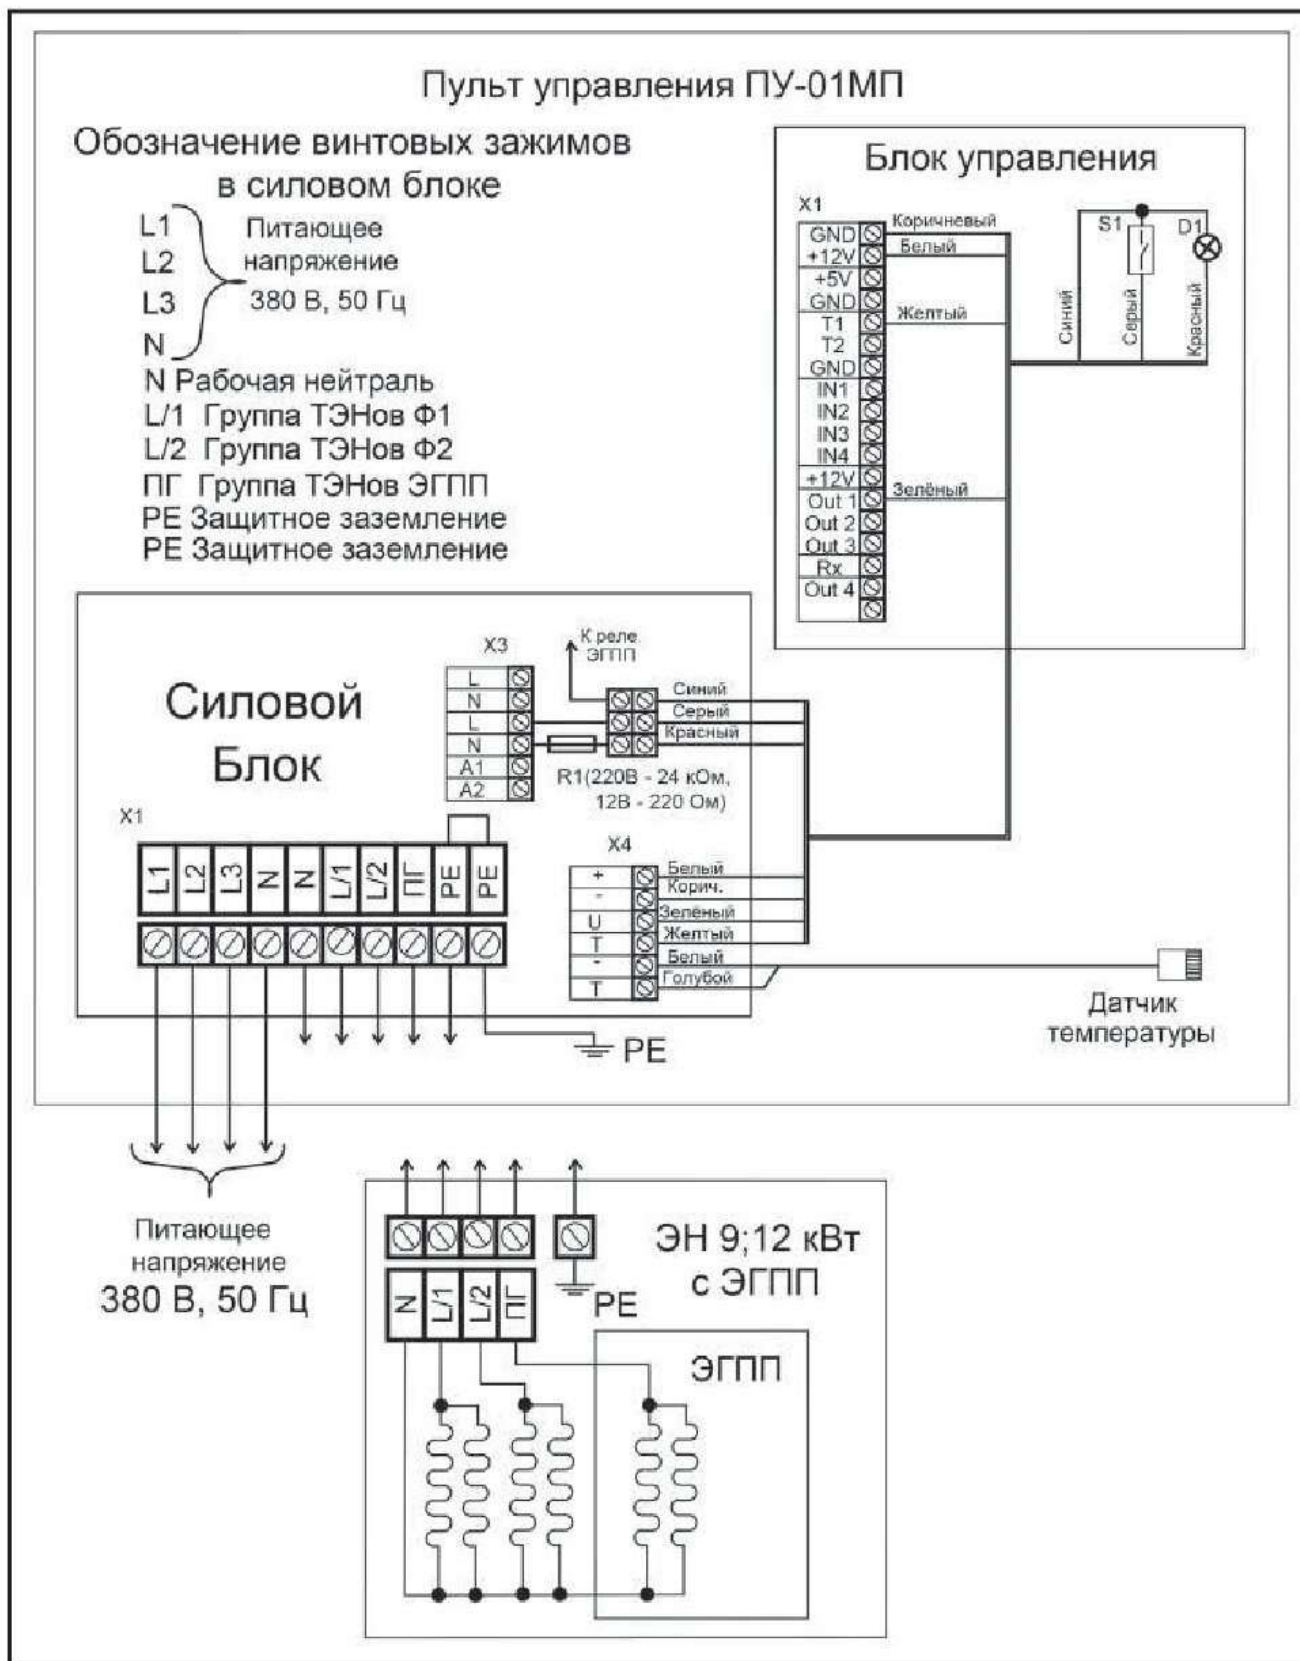 Пульт управления ПУ-01МП
Обозначение винтовых зажимов
в силовом блоке
L1
L2
L3
N
Питающее
напряжение
380 В, 50 Гц
N Рабочая нейтраль
L/1 Группа ТЭНов Ф1
L/2 Группа ТЭНов Ф2
ПГ Группа ТЭНов ЭГПП
PE Защитное заземление
PE Защитное заземление
Блок управления
X1
GND
+12V
+5V
GND
T1
T2
GND
IN1
IN2
IN3
IN4
+12V
Out 1
Out 2
Out 3
Rx
Out 4
Коричневый
Белый
Желтый
Зелёный
S1
D1
Синий
Серый
Красный
Силовой
Блок
X3
L
N
L
N
A1
A2
К реле
ЭГПП
Синий
Серый
Красный
R1(220В - 24 кОм,
12В - 220 Ом)
X1
L1
L2
L3
N
N
L/1
L/2
ПГ
PE
PE
X4
+
-
U
T
-
T
Белый
Корич.
Зелёный
Желтый
Белый
Голубой
Датчик
температуры
PE
Питающее
напряжение
380 В, 50 Гц
ЭН 9;12 кВт
с ЭГПП
N
L/1
L/2
ПГ
PE
ЭГПП